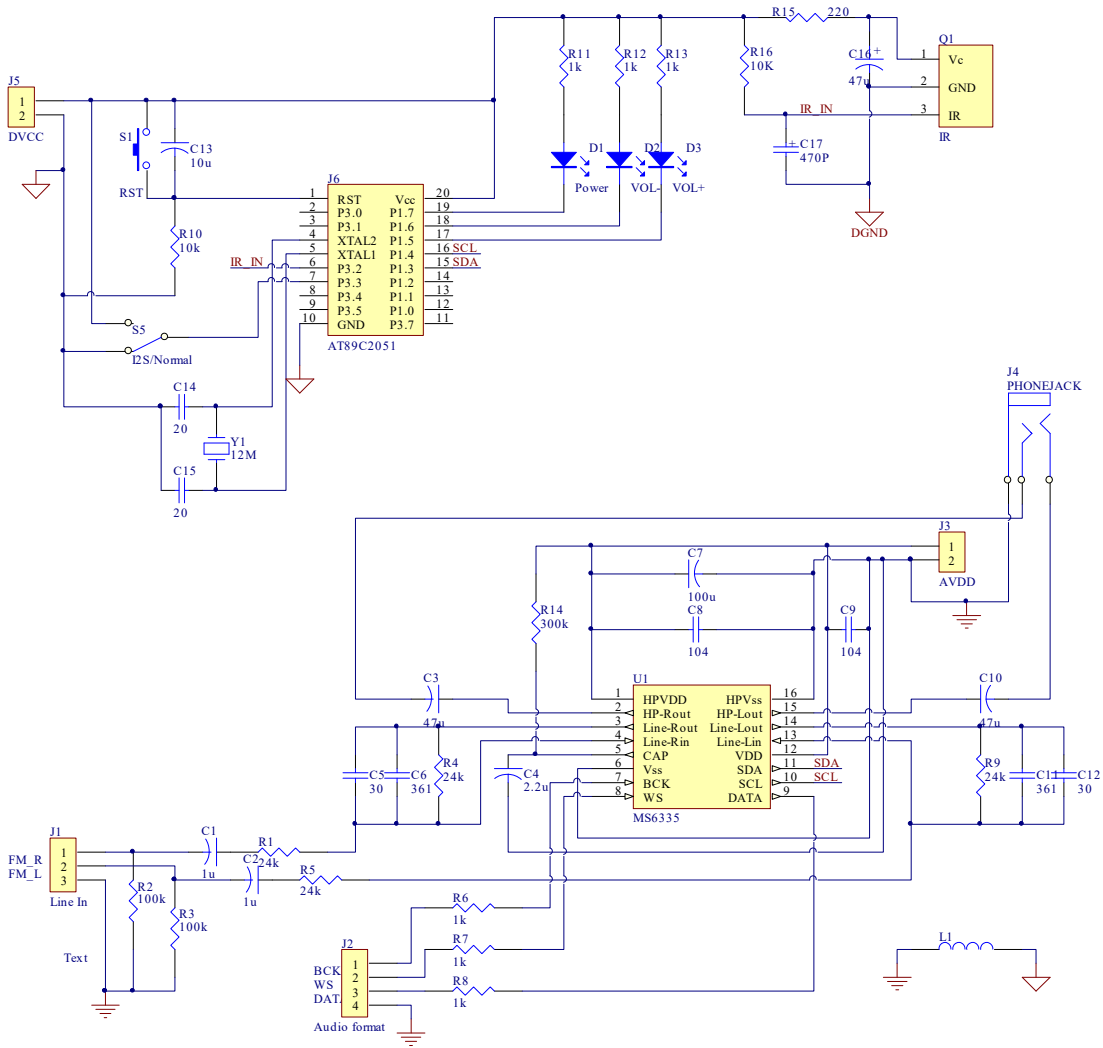 R15 220
Q1
R11
1k
R12
1k
R13
1k
R16
10K
C16 +
47u
1 Vc
2 GND
3 IR
IR
J5
1
2
DVCC
S1
RST
C13
10u
IR_IN
+ C17
470P
D1
Power
D2
VOL-
D3
VOL+
DGND
J6
1 RST Vcc 20
2 P3.0 P1.7 19
3 P3.1 P1.6 18
4 XTAL2 P1.5 17
5 XTAL1 P1.4 16 SCL
IR_IN 6 P3.2 P1.3 15 SDA
7 P3.3 P1.2 14
8 P3.4 P1.1 13
9 P3.5 P1.0 12
10 GND P3.7 11
AT89C2051
R10
10k
S5
I2S/Normal
C14
20
Y1
12M
C15
20
J4
PHONEJACK
J3
1
2
AVDD
C7
100u
C8
104
C9
104
R14
300k
U1
1 HPVDD HPVss 16
2 HP-Rout HP-Lout 15
3 Line-Rout Line-Lout 14
4 Line-Rin Line-Lin 13
5 CAP VDD 12
6 Vss SDA 11 SDA
7 BCK SCL 10 SCL
8 WS DATA 9
MS6335
C3
47u
C10
47u
C5
30
C6
361
R4
24k
C4
2.2u
R9
24k
C11
361
C12
30
J1
FM_R 1
FM_L 2
3
Line In
C1
1u
R1
24k
C2
1u
R5
24k
R2
100k
R3
100k
Text
R6
1k
R7
1k
R8
1k
J2
BCK 1
WS 2
DATA 3
4
Audio format
L1